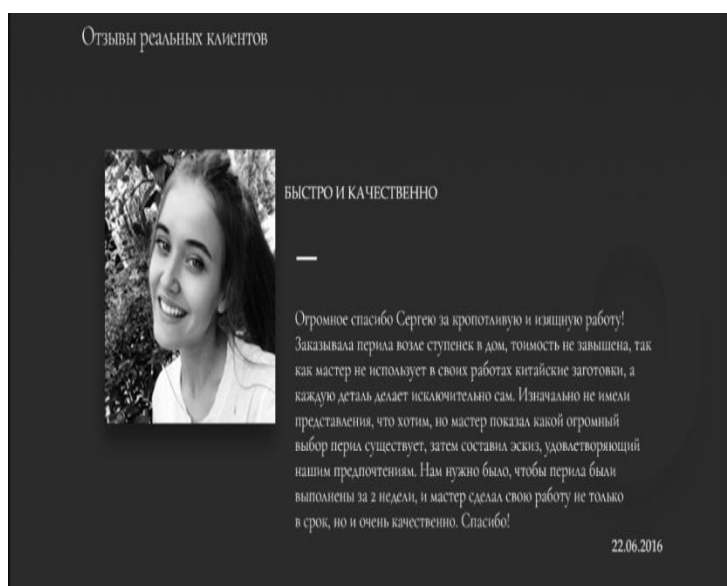 Отзывы реальных клиентов
БЫСТРО И КАЧЕСТВЕННО
Огромное спасибо Сергею за кропотливую и изящную работу!
Заказывала перила возле ступенек в дом, тоимость не завышена, так
как мастер не использует в своих работах китайские заготовки, а
каждую деталь делает исключительно сам. Изначально не имели
представления, что хотим, но мастер показал какой огромный
выбор перил существует, затем составил эскиз, удовлетворяющий
нашим предпочтениям. Нам нужно было, чтобы перила были
выполнены за 2 недели, и мастер сделал свою работу не только
в срок, но и очень качественно. Спасибо!
22.06.2016